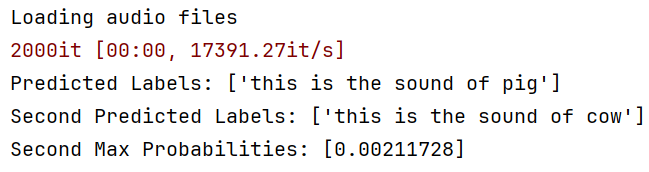 Loading audio files
2000it [00:00, 17391.27it/s]
Predicted Labels: ['this is the sound of pig']
Second Predicted Labels: ['this is the sound of cow']
Second Max Probabilities: [0.00211728]